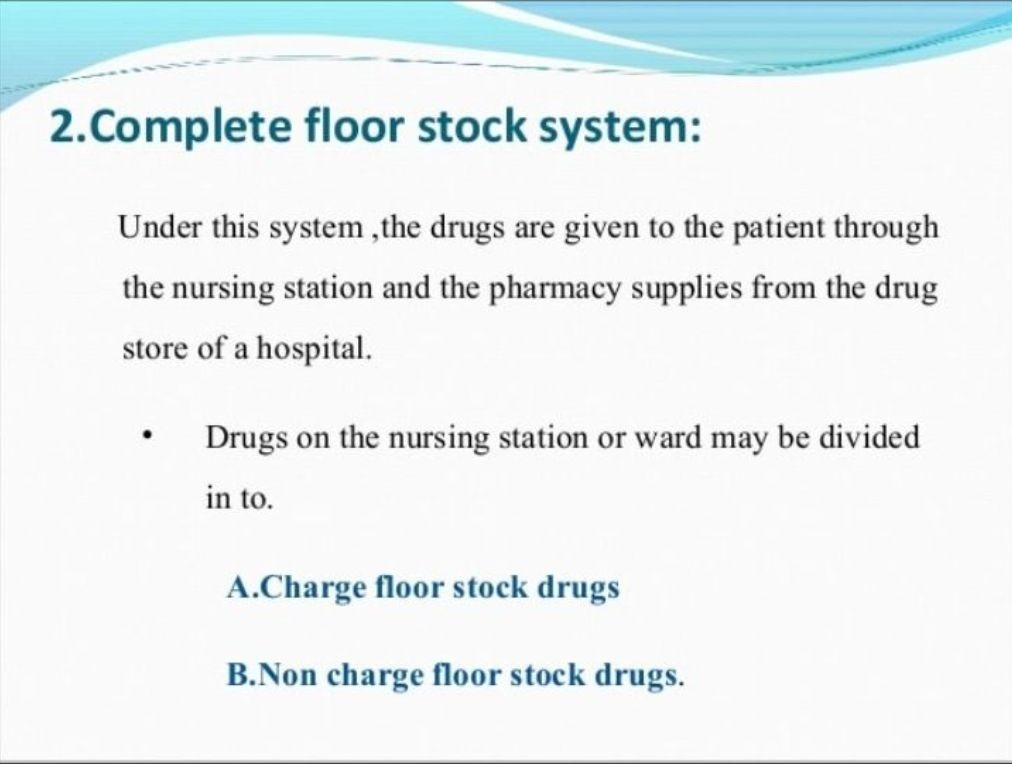 2.Complete floor stock system:
Under this system ,the drugs are given to the patient through
the nursing station and the pharmacy supplies from the drug
store of a hospital.
• Drugs on the nursing station or ward may be divided
in to.
A.Charge floor stock drugs
B.Non charge floor stock drugs.